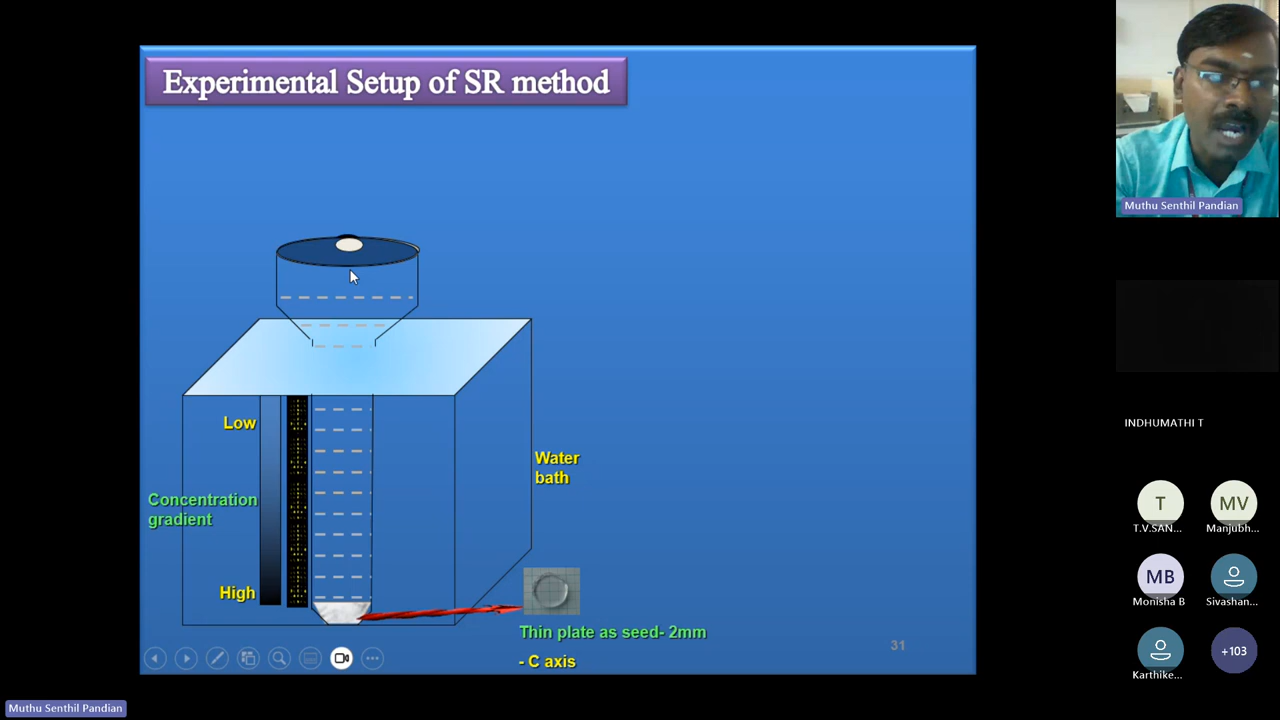 Experimental Setup of SR method
Low
Concentration
gradient
High
Water
bath
Thin plate as seed- 2mm
- C axis
31
Muthu Senthil Pandian
INDHUMATHI T
T
MV
T.V.SAN...
Manjubh...
MB
Monisha B
Sivashan...
Karthike...
+103
Muthu Senthil Pandian